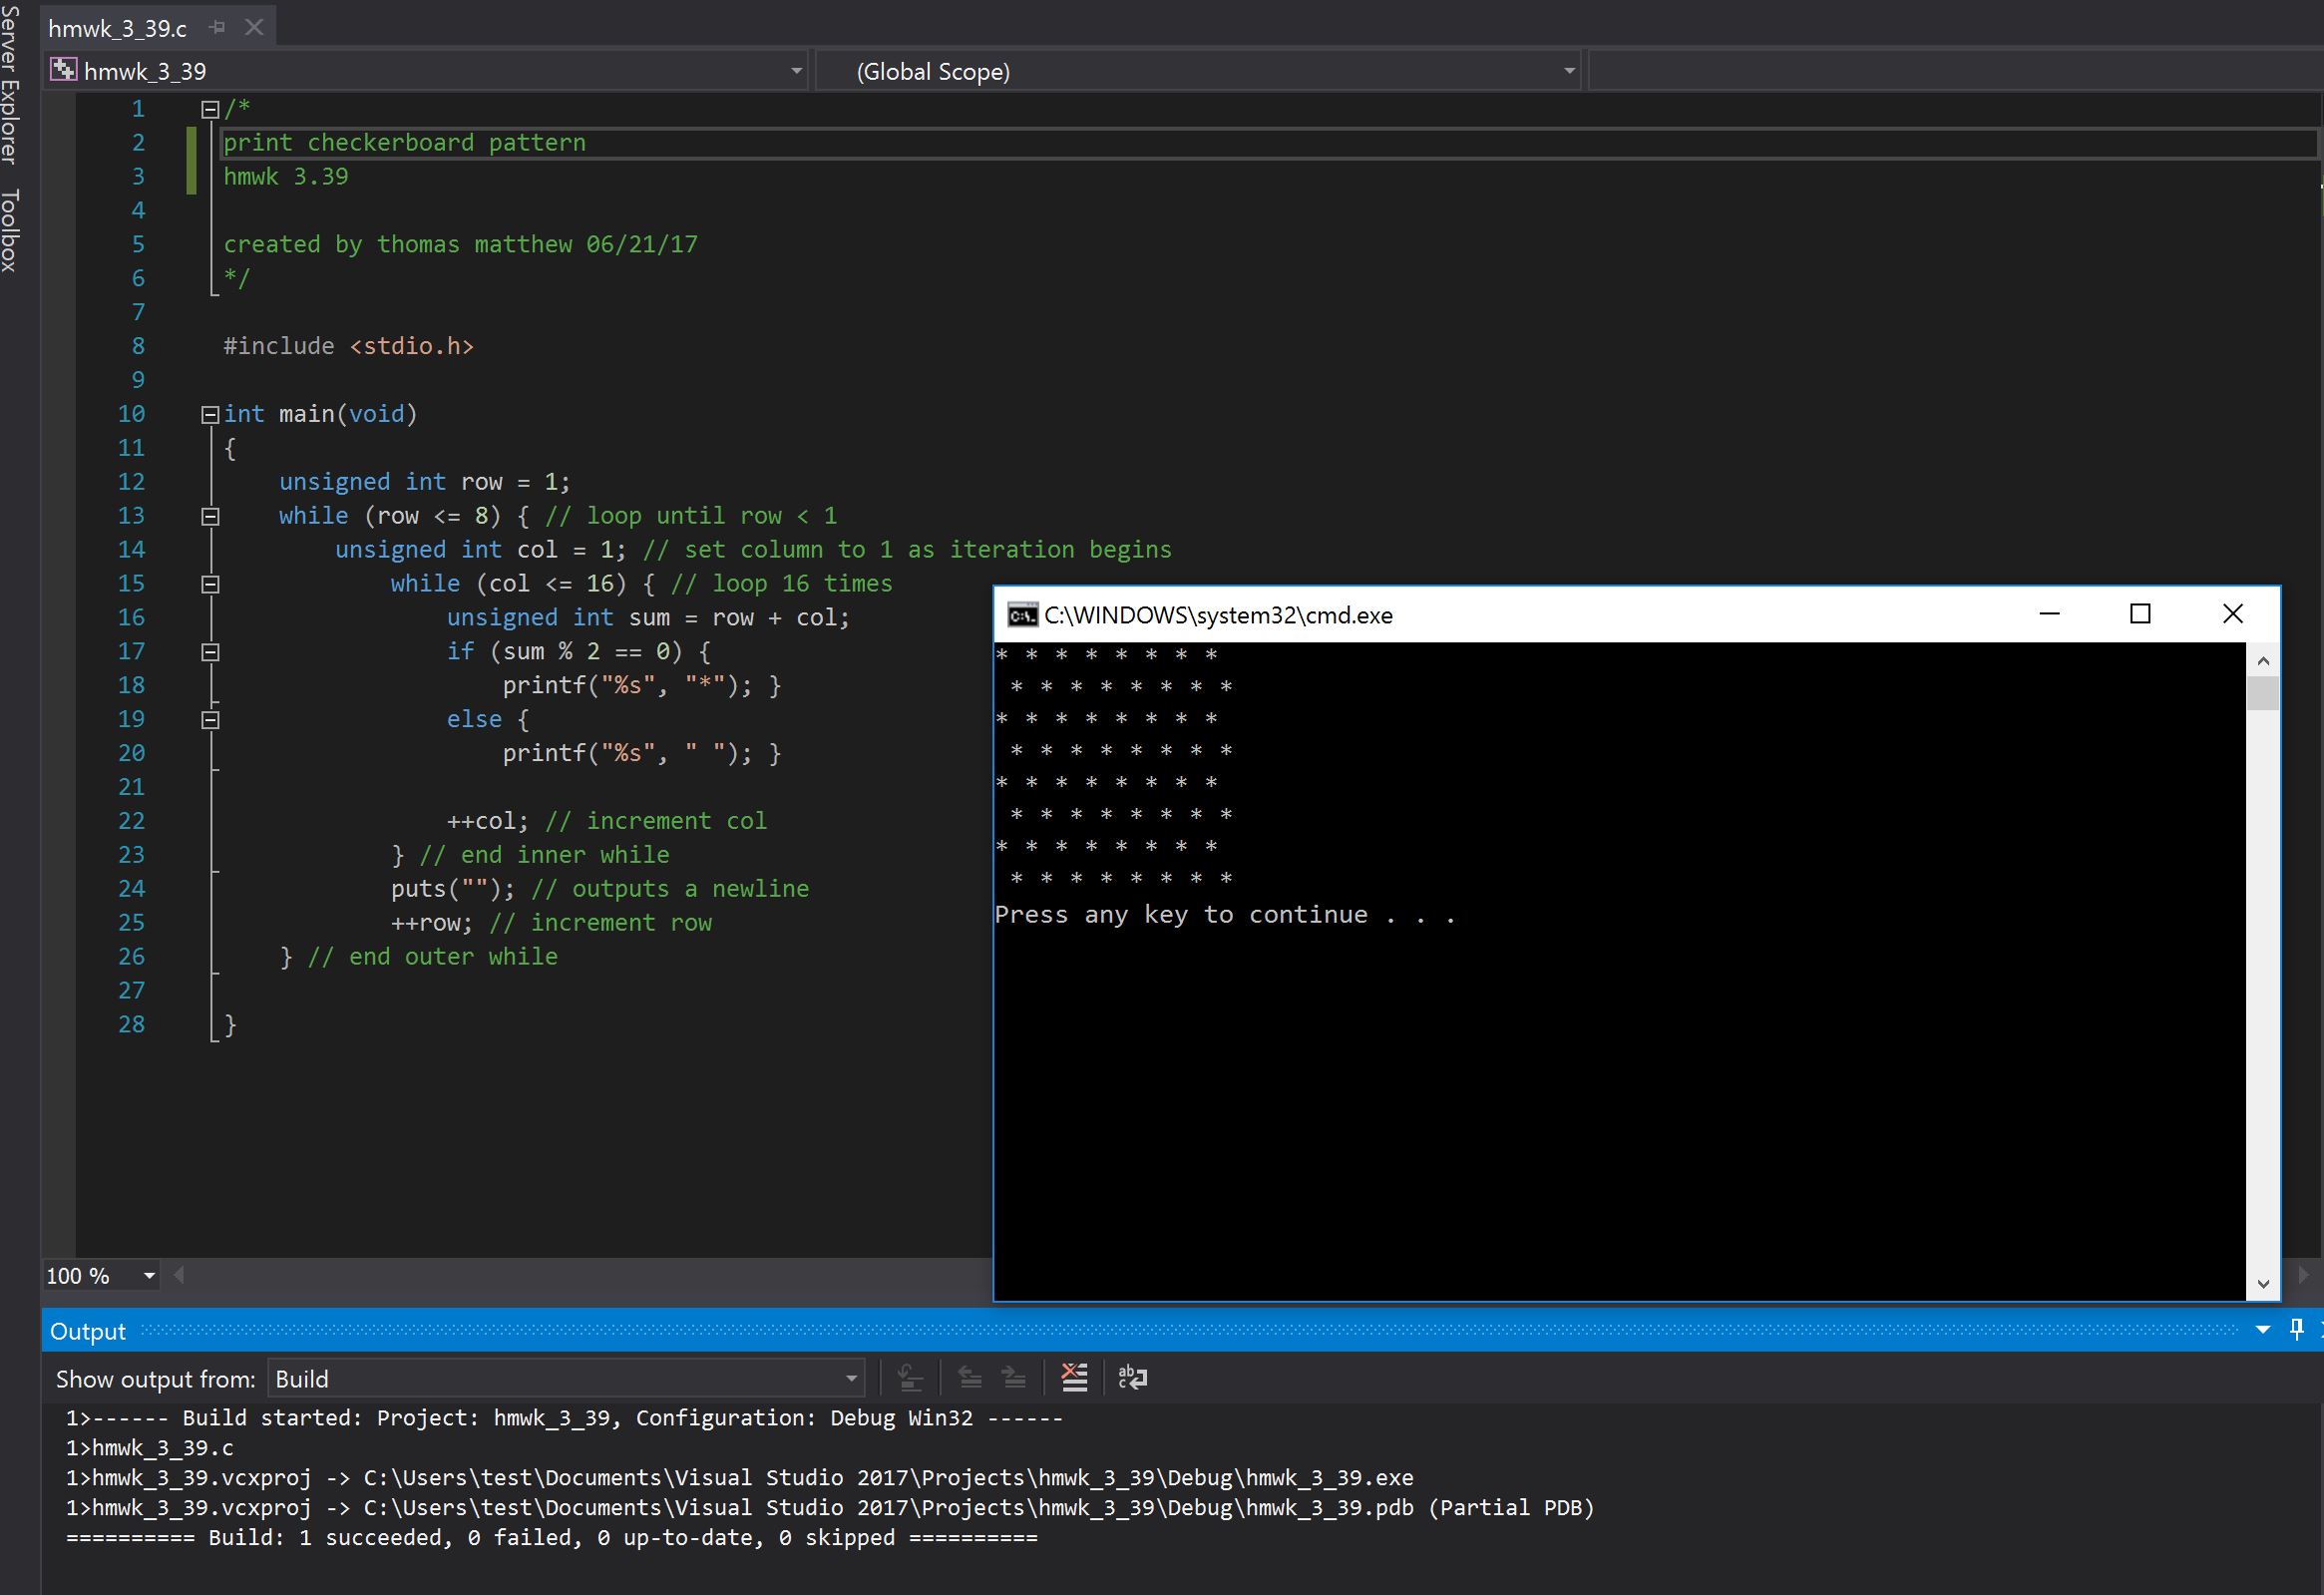 Server Explorer
Toolbox
hmwk_3_39.c
hmwk_3_39
(Global Scope)
1 /*
2 print checkerboard pattern
3 hmwk 3.39
4
5 created by thomas matthew 06/21/17
6 */
7
8 #include <stdio.h>
9
10 int main(void)
11 {
12 unsigned int row = 1;
13 while (row <= 8) { // loop until row < 1
14 unsigned int col = 1; // set column to 1 as iteration begins
15 while (col <= 16) { // loop 16 times
16 unsigned int sum = row + col;
17 if (sum % 2 == 0) {
18 printf("%s", "*"); }
19 else {
20 printf("%s", " "); }
21
22 ++col; // increment col
23 } // end inner while
24 puts(""); // outputs a newline
25 ++row; // increment row
26 } // end outer while
27
28 }
C:\WINDOWS\system32\cmd.exe
* * * * * * * *
 * * * * * * * *
* * * * * * * *
 * * * * * * * *
* * * * * * * *
 * * * * * * * *
* * * * * * * *
 * * * * * * * *
Press any key to continue . . .
100 %
Output
Show output from: Build
1>------ Build started: Project: hmwk_3_39, Configuration: Debug Win32 ------
1>hmwk_3_39.c
1>hmwk_3_39.vcxproj -> C:\Users\test\Documents\Visual Studio 2017\Projects\hmwk_3_39\Debug\hmwk_3_39.exe
1>hmwk_3_39.vcxproj -> C:\Users\test\Documents\Visual Studio 2017\Projects\hmwk_3_39\Debug\hmwk_3_39.pdb (Partial PDB)
========== Build: 1 succeeded, 0 failed, 0 up-to-date, 0 skipped ==========